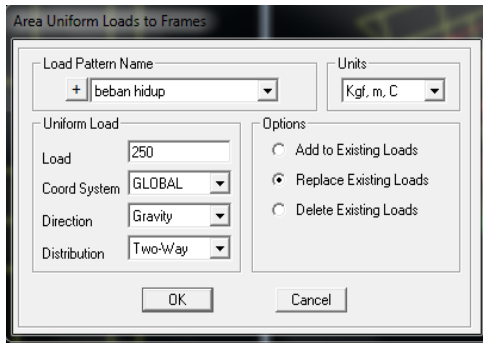 Area Uniform Loads to Frames
Load Pattern Name
+ beban hidup
Units
Kgf, m, C
Uniform Load
Load 250
Coord System GLOBAL
Direction Gravity
Distribution Two-Way
Options
Add to Existing Loads
Replace Existing Loads
Delete Existing Loads
OK Cancel